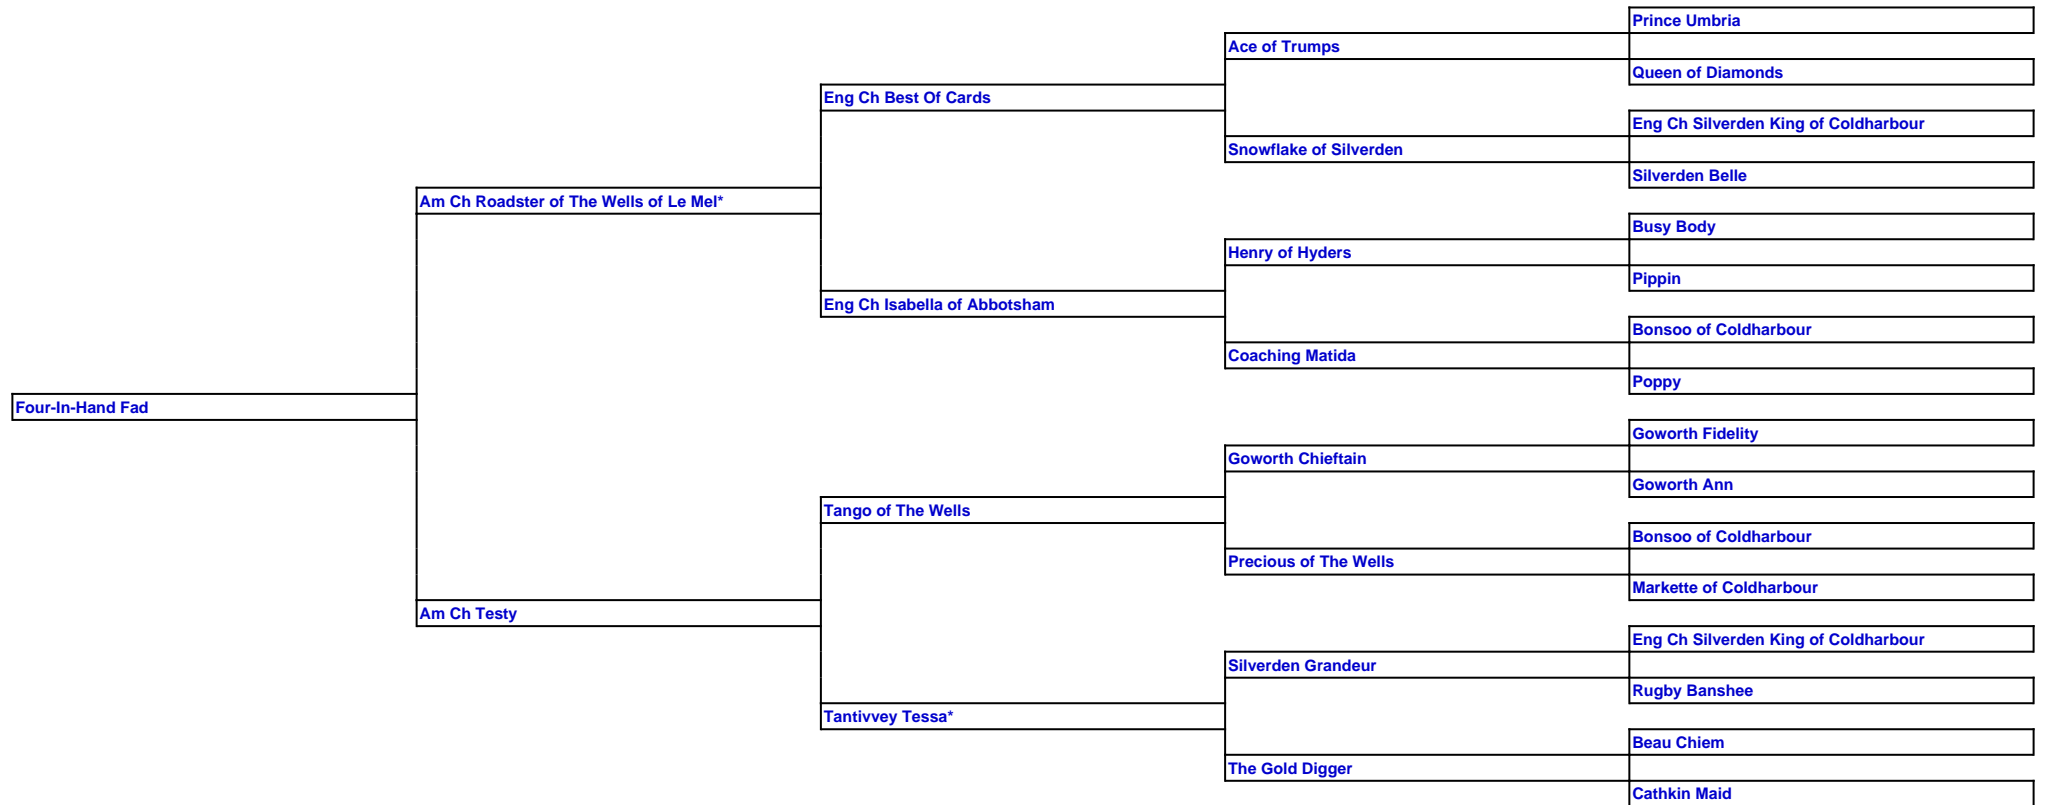 Prince Umbria
Ace of Trumps
Queen of Diamonds
Eng Ch Best Of Cards
Eng Ch Silverden King of Coldharbour
Snowflake of Silverden
Silverden Belle
Am Ch Roadster of The Wells of Le Mel*
Busy Body
Henry of Hyders
Pippin
Eng Ch Isabella of Abbotsham
Bonsoo of Coldharbour
Coaching Matida
Poppy
Four-In-Hand Fad
Goworth Fidelity
Goworth Chieftain
Goworth Ann
Tango of The Wells
Bonsoo of Coldharbour
Precious of The Wells
Markette of Coldharbour
Am Ch Testy
Eng Ch Silverden King of Coldharbour
Silverden Grandeur
Rugby Banshee
Tantivvey Tessa*
Beau Chiem
The Gold Digger
Cathkin Maid